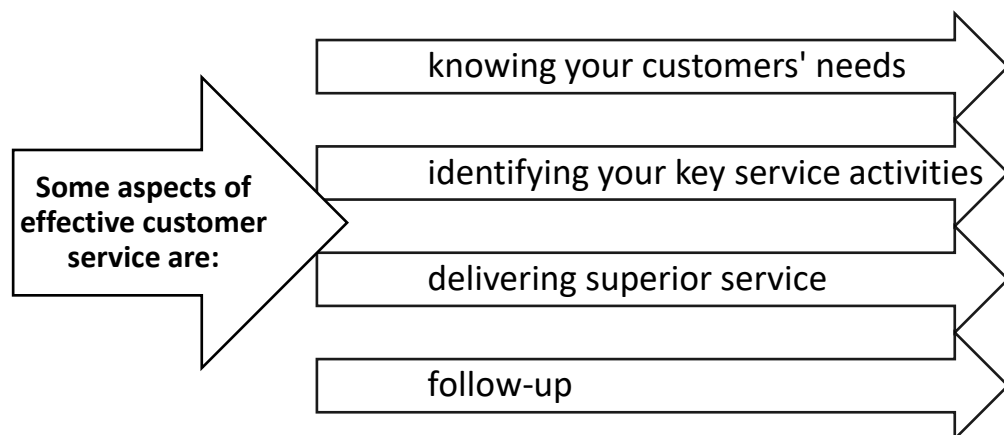 Some aspects of
effective customer
service are:
knowing your customers' needs
identifying your key service activities
delivering superior service
follow-up